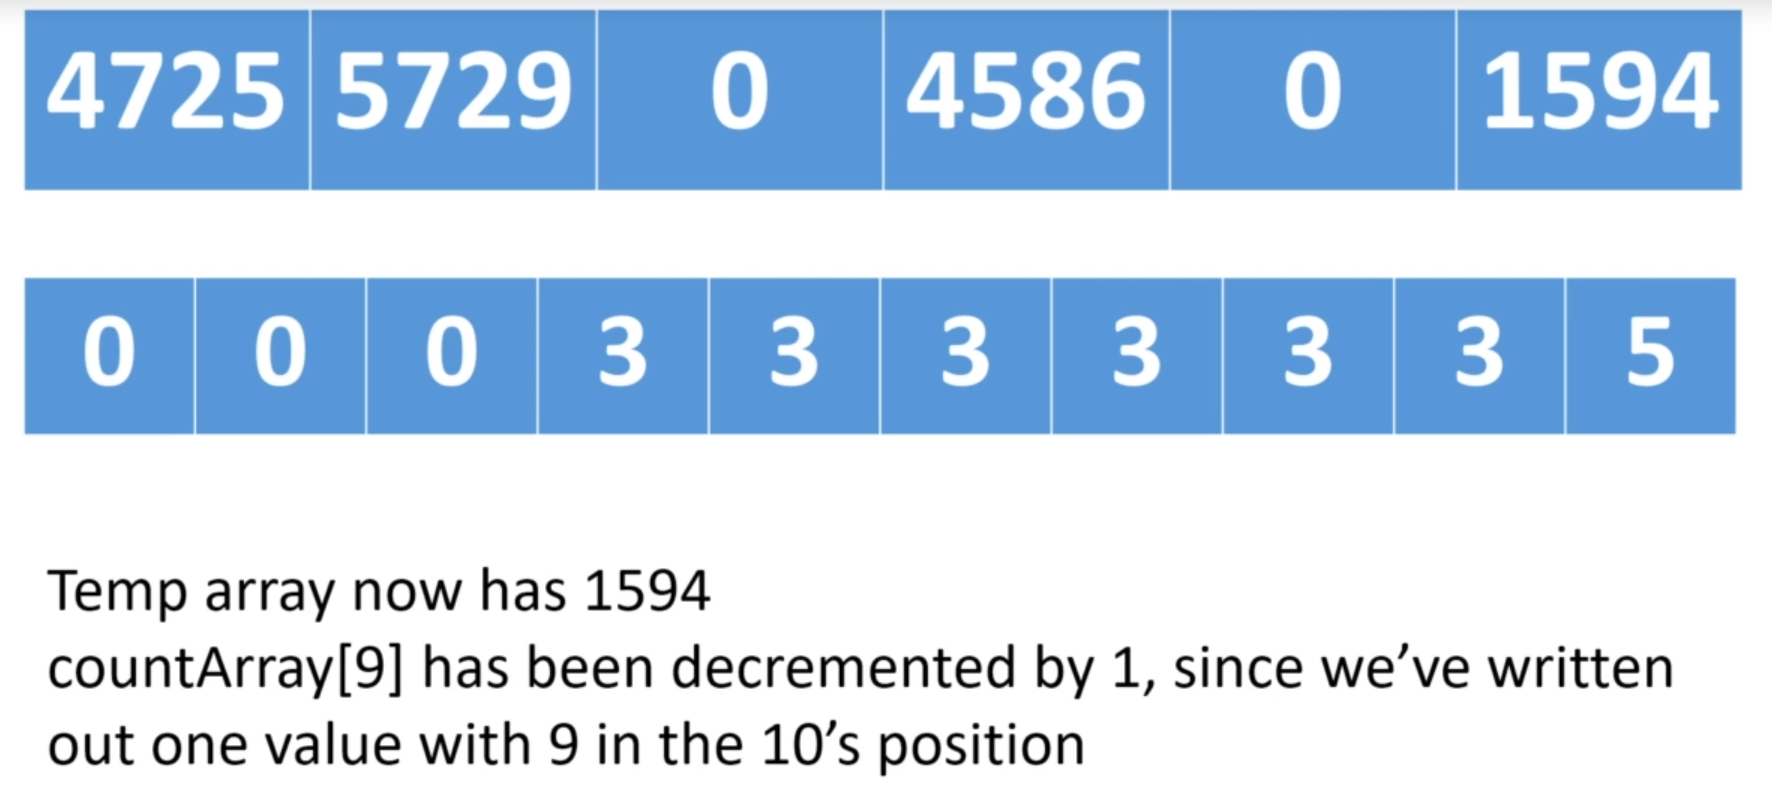 4725 5729 0 4586 0 1594
0 0 0 3 3 3 3 3 3 5
Temp array now has 1594
countArray[9] has been decremented by 1, since we’ve written
out one value with 9 in the 10’s position